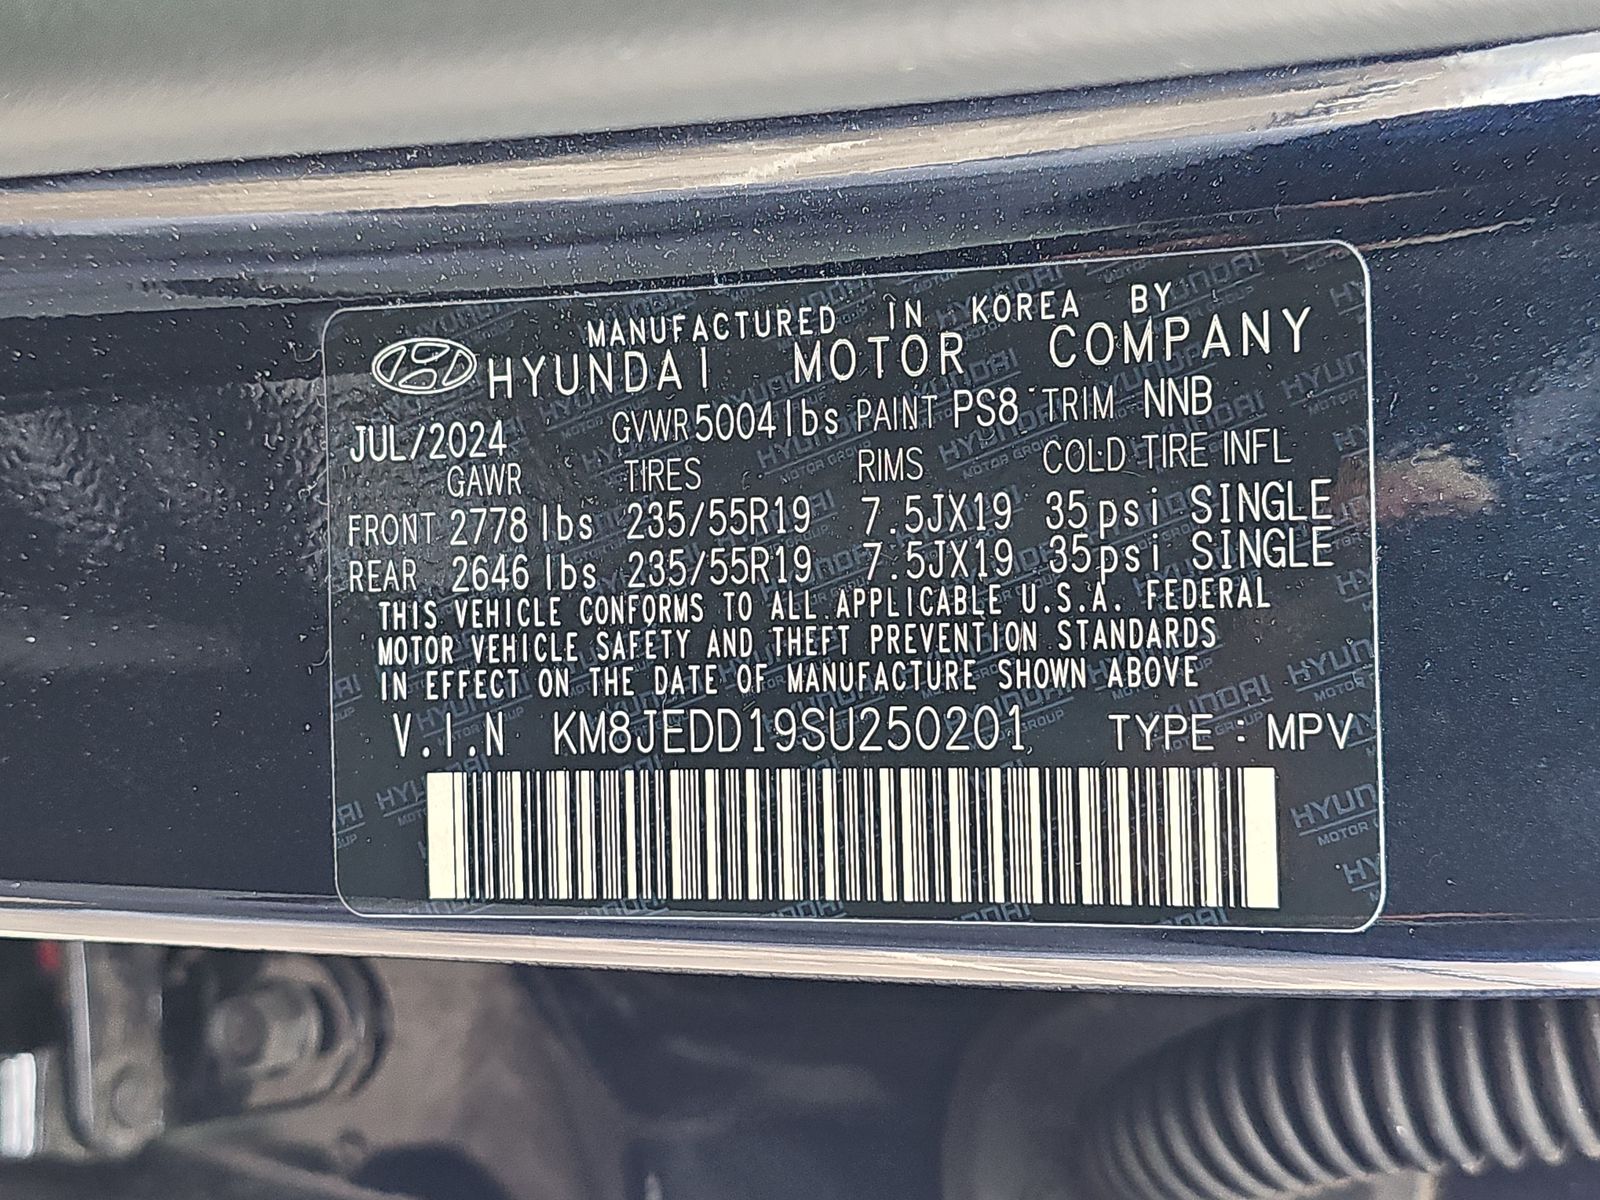 MANUFACTURED IN KOREA BY
HYUNDAI MOTOR COMPANY
JUL/2024 GVWR 5004 lbs PAINT PS8 TRIM NNB
GAWR TIRES RIMS COLD TIRE INFL
FRONT 2778 lbs 235/55R19 7.5JX19 35psi SINGLE
REAR 2646 lbs 235/55R19 7.5JX19 35psi SINGLE
THIS VEHICLE CONFORMS TO ALL APPLICABLE U.S.A. FEDERAL
MOTOR VEHICLE SAFETY AND THEFT PREVENTION STANDARDS
IN EFFECT ON THE DATE OF MANUFACTURE SHOWN ABOVE
V.I.N KM8JEDD19SU250201 TYPE : MPV